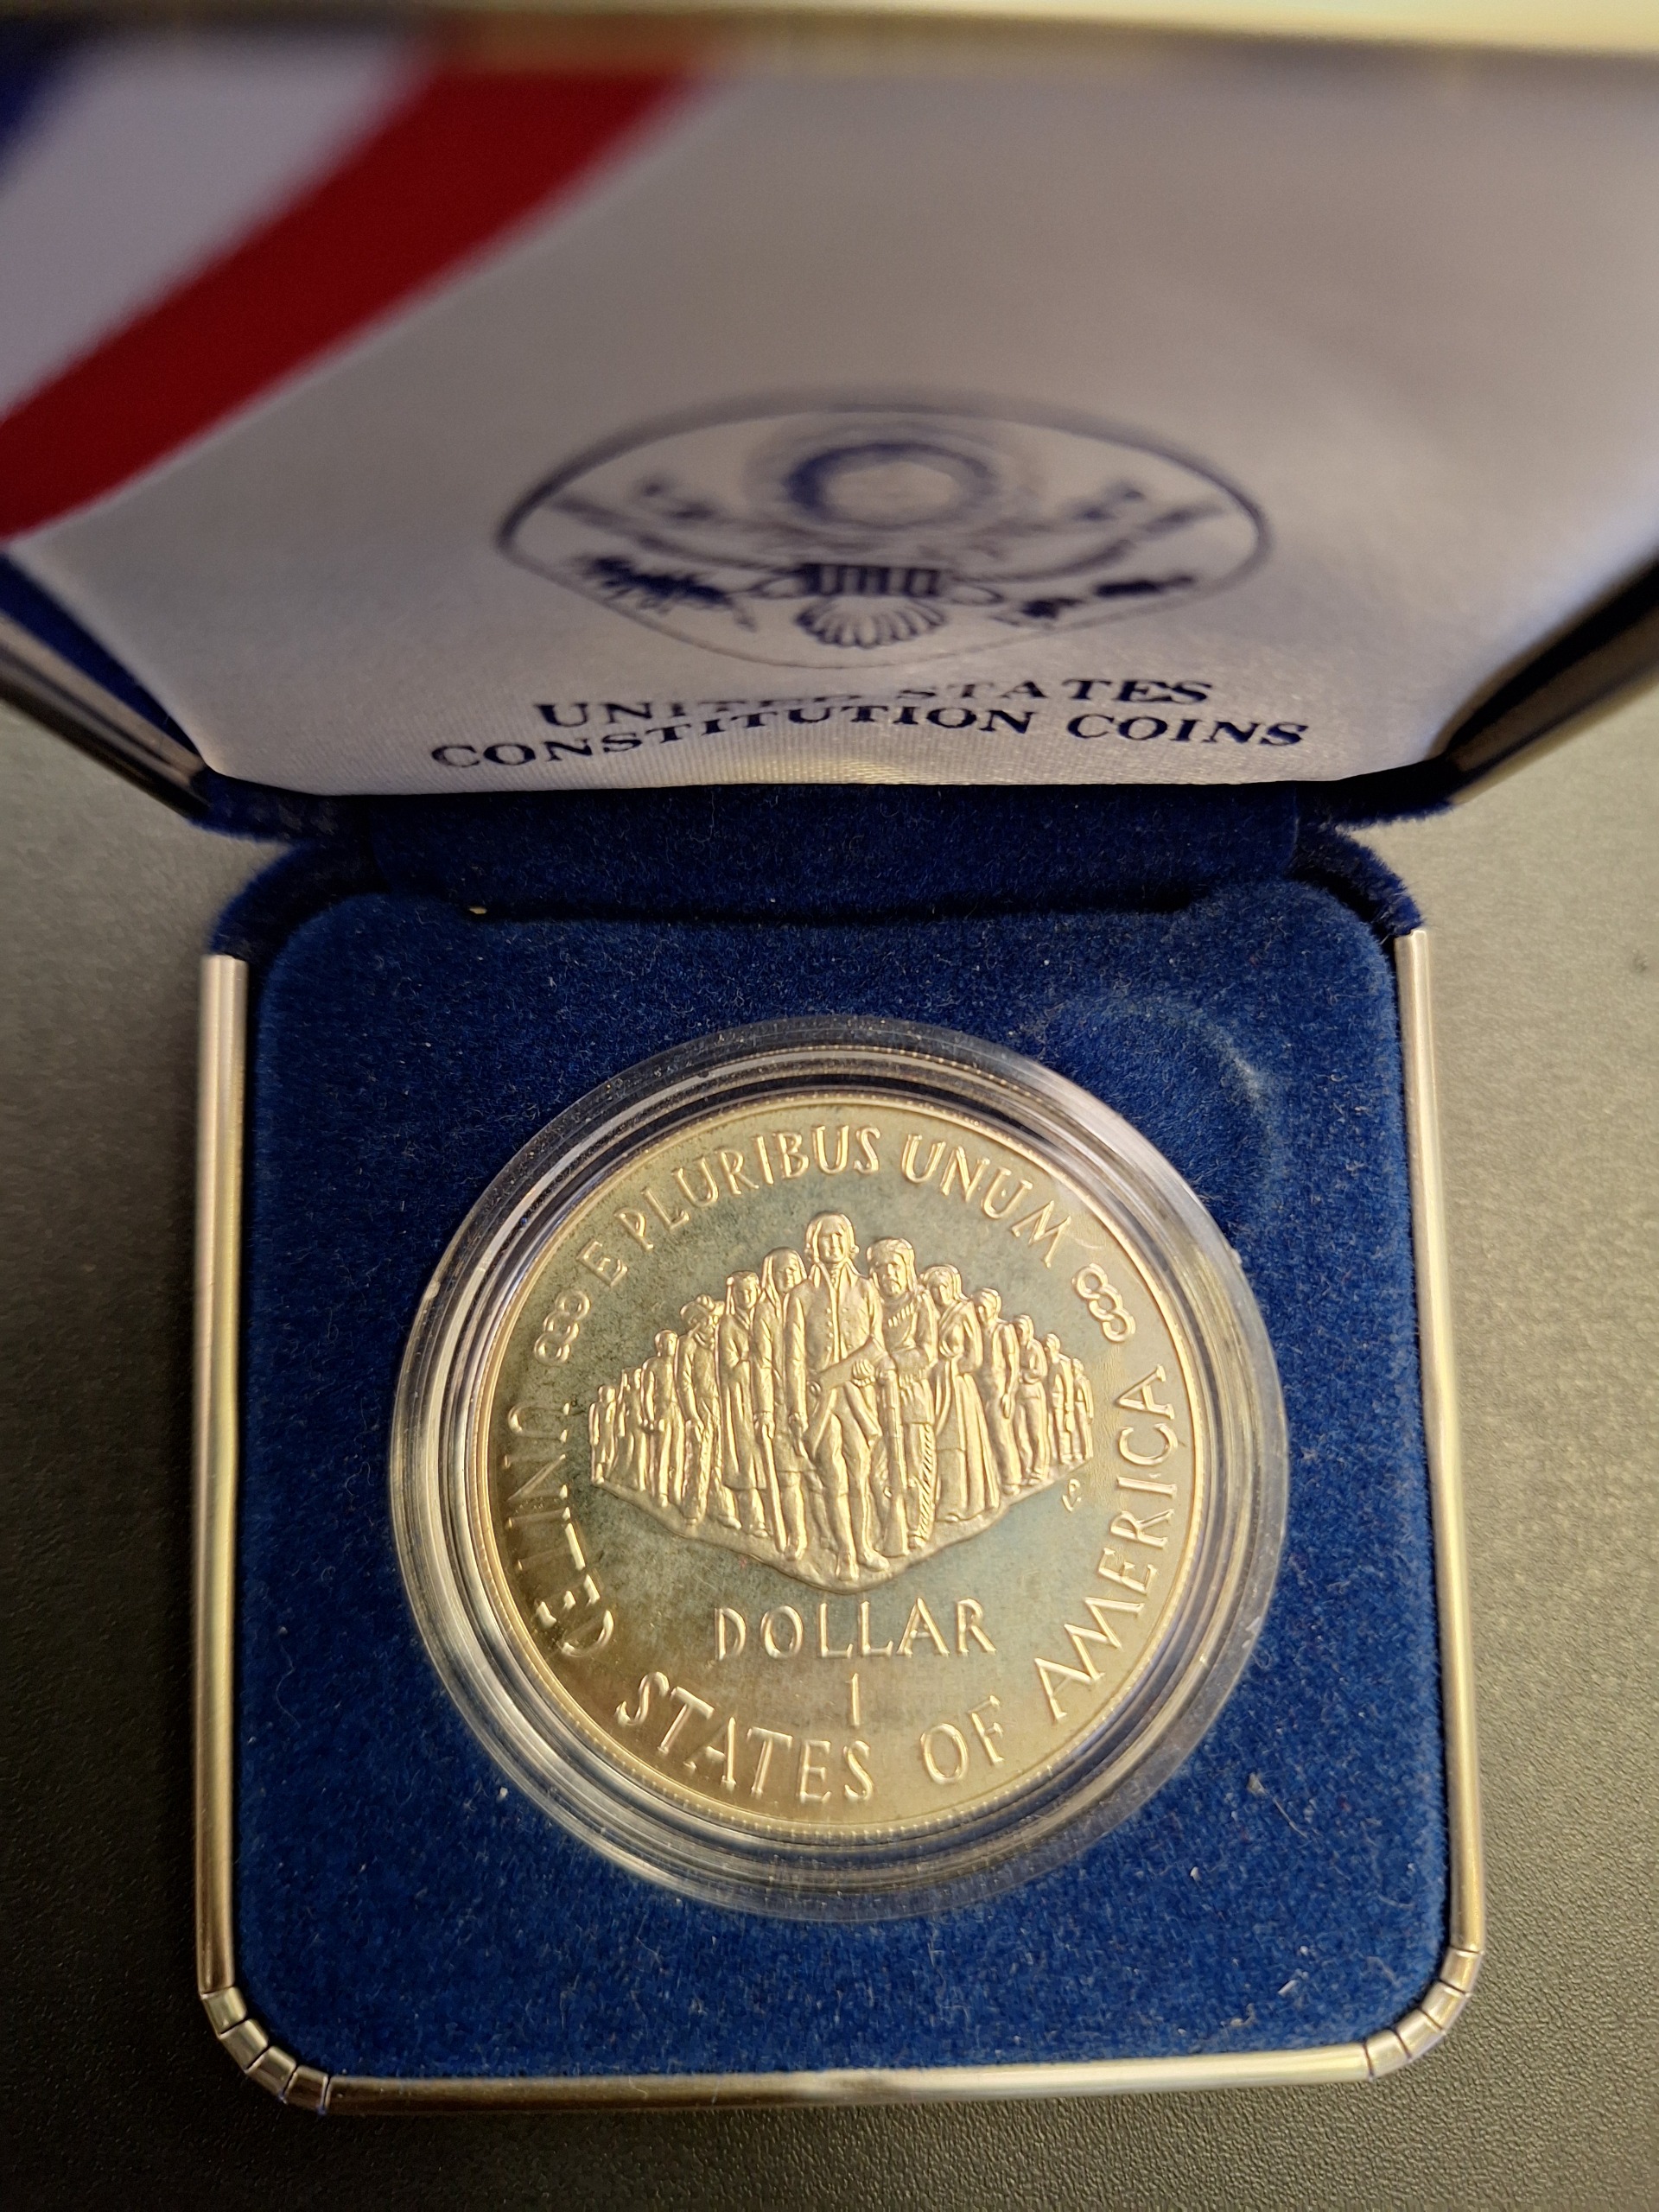 UNITED STATES
CONSTITUTION COINS
E PLURIBUS UNUM
DOLLAR
1
UNITED STATES OF AMERICA